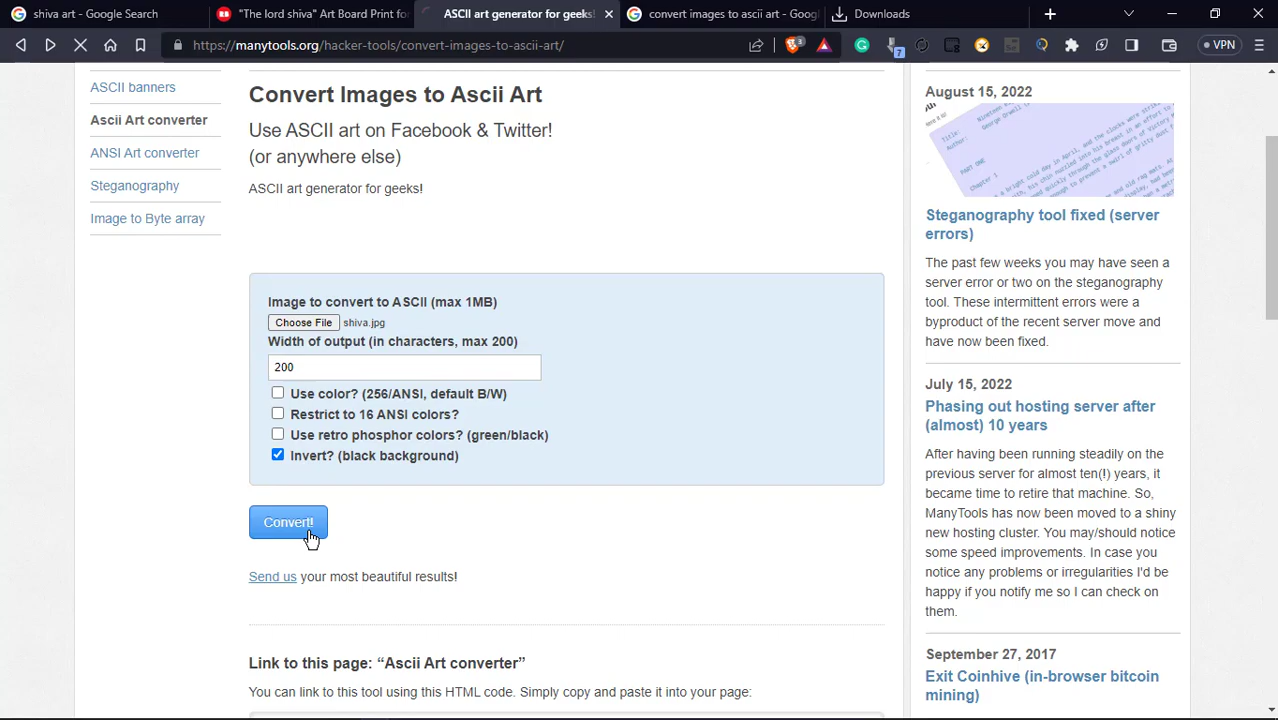 shiva art - Google Search
"The lord shiva" Art Board Print for
ASCII art generator for geeks!
convert images to ascii art - Goog
Downloads
https://manytools.org/hacker-tools/convert-images-to-ascii-art/
3
7
VPN
ASCII banners
Ascii Art converter
ANSI Art converter
Steganography
Image to Byte array
Convert Images to Ascii Art
Use ASCII art on Facebook & Twitter!
(or anywhere else)
ASCII art generator for geeks!
Image to convert to ASCII (max 1MB)
Choose File shiva.jpg
Width of output (in characters, max 200)
200
Use color? (256/ANSI, default B/W)
Restrict to 16 ANSI colors?
Use retro phosphor colors? (green/black)
Invert? (black background)
Convert!
Send us your most beautiful results!
Link to this page: “Ascii Art converter”
You can link to this tool using this HTML code. Simply copy and paste it into your page:
August 15, 2022
Title:
Author:
PART ONE
Chapter 1
Steganography tool fixed (server
errors)
The past few weeks you may have seen a
server error or two on the steganography
tool. These intermittent errors were a
byproduct of the recent server move and
have now been fixed.
July 15, 2022
Phasing out hosting server after
(almost) 10 years
After having been running steadily on the
previous server for almost ten(!) years, it
became time to retire that machine. So,
ManyTools has now been moved to a shiny
new hosting cluster. You may/should notice
some speed improvements. In case you
notice any problems or irregularities I'd be
happy if you notify me so I can check on
them.
September 27, 2017
Exit Coinhive (in-browser bitcoin
mining)